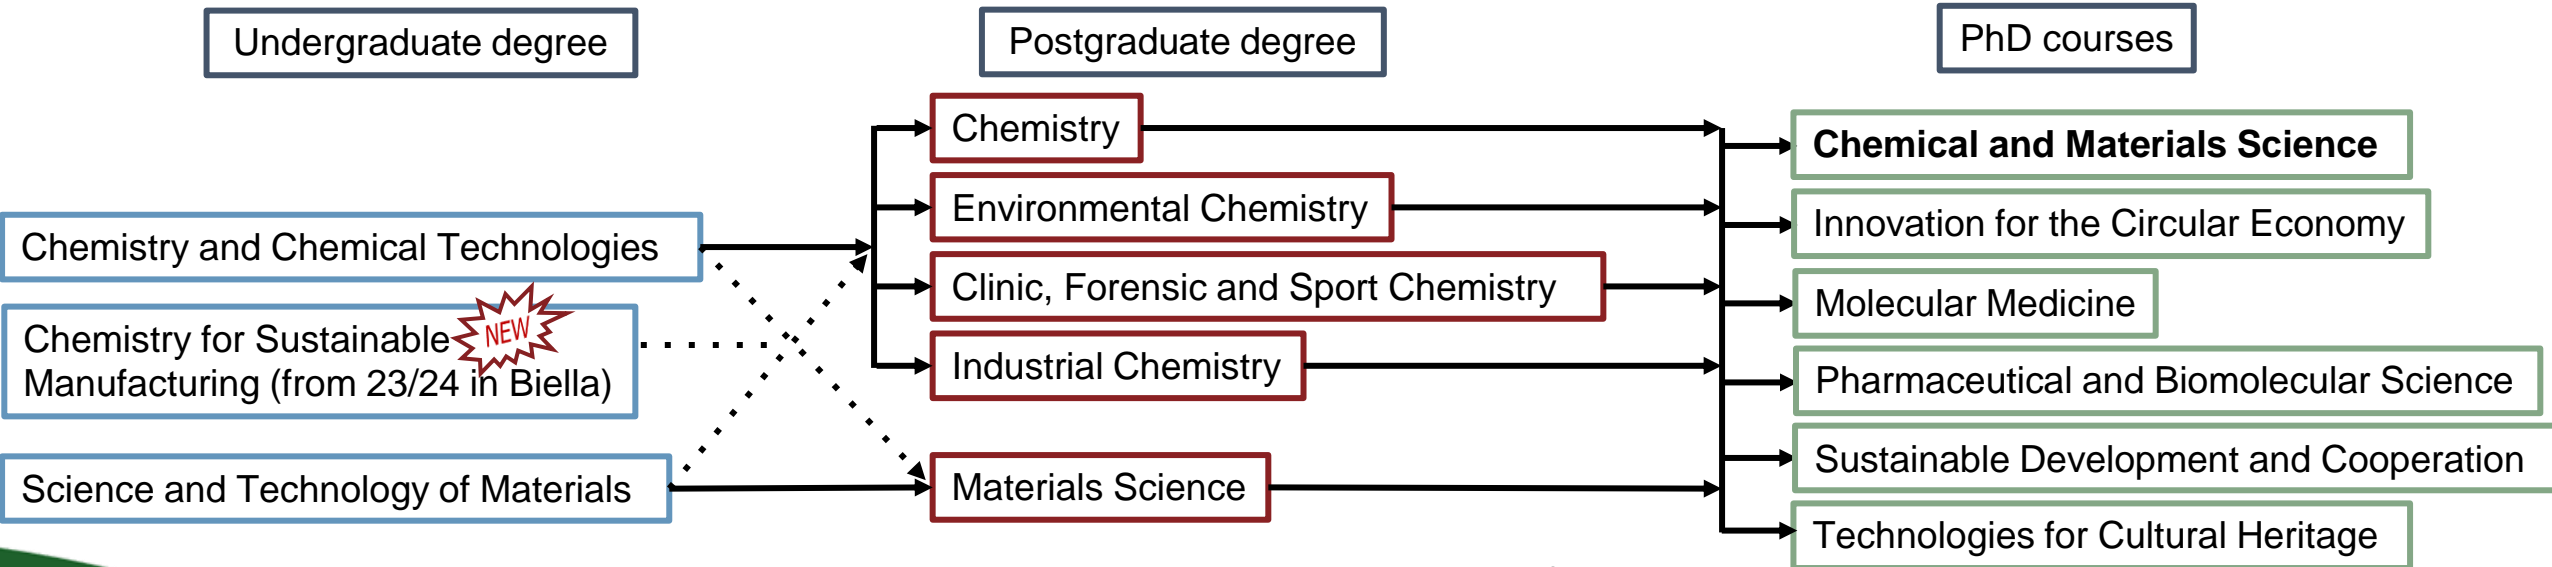 Undergraduate degree
Postgraduate degree
PhD courses
Chemistry and Chemical Technologies
Chemistry for Sustainable
NEW
Manufacturing (from 23/24 in Biella)
Science and Technology of Materials
Chemistry
Environmental Chemistry
Clinic, Forensic and Sport Chemistry
Industrial Chemistry
Materials Science
Chemical and Materials Science
Innovation for the Circular Economy
Molecular Medicine
Pharmaceutical and Biomolecular Science
Sustainable Development and Cooperation
Technologies for Cultural Heritage